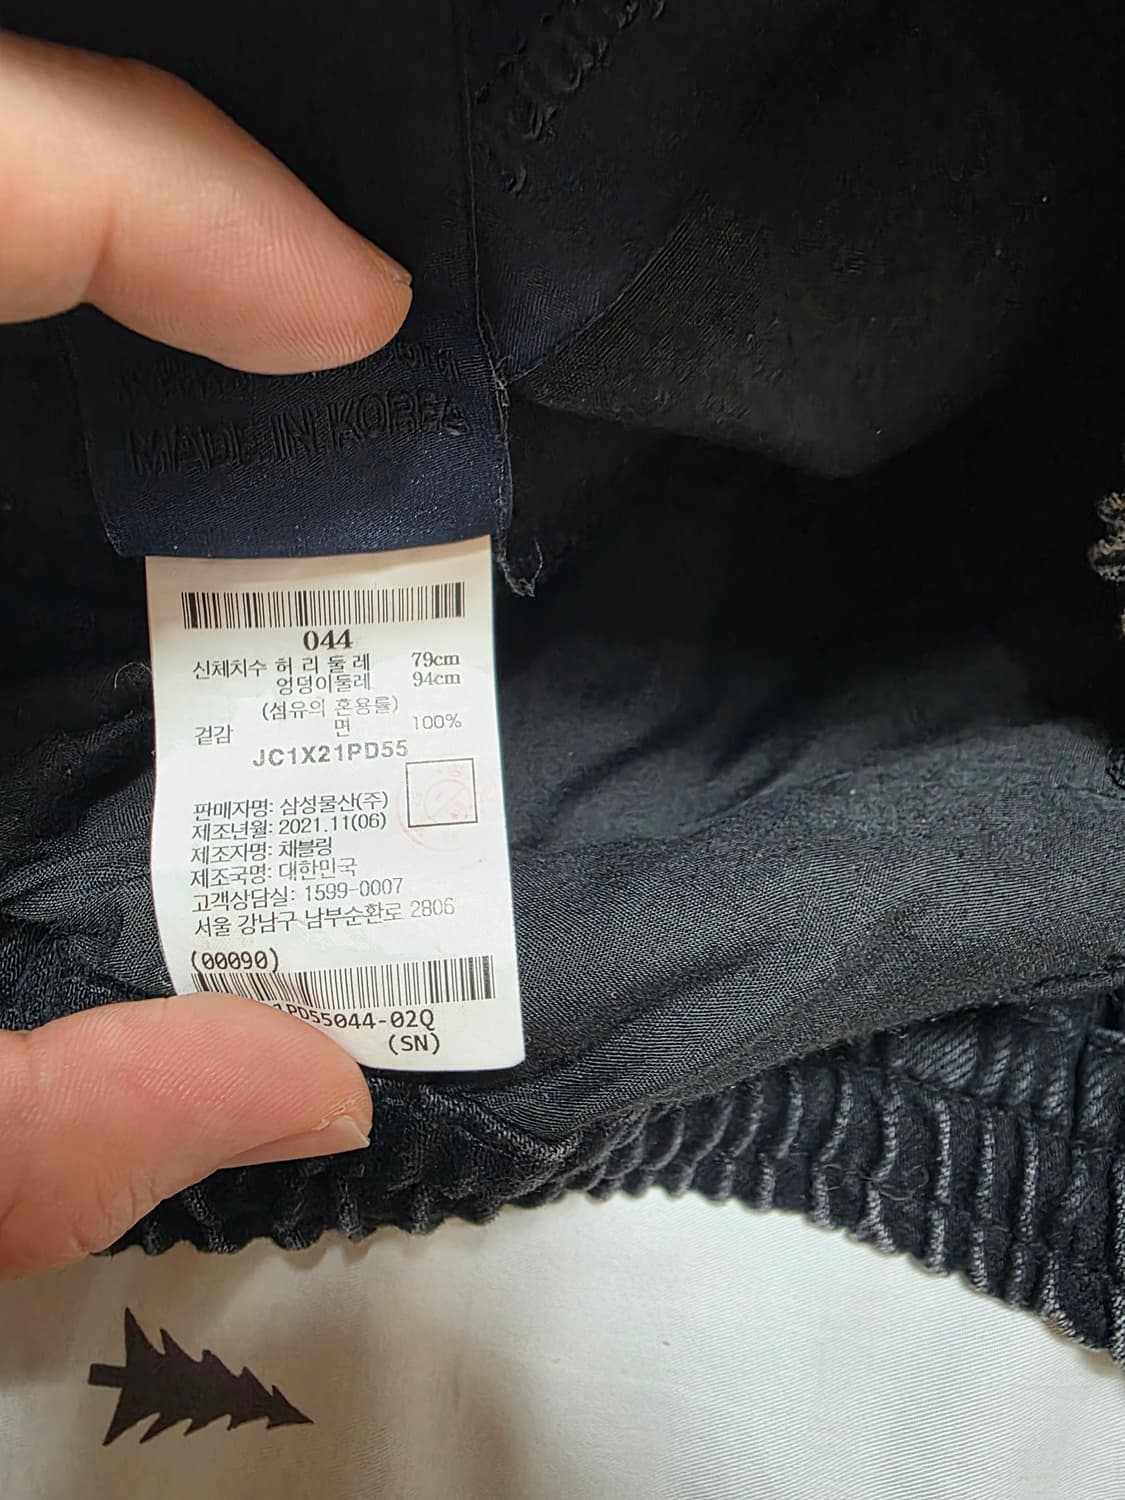 MADE IN KOREA
044
신체치수 허 리 둘 레 79cm
엉덩이둘레 94cm
(섬유의 혼용률)
겉감 면 100%
JC1X21PD55
판매자명: 삼성물산(주)
제조년월: 2021.11(06)
제조자명: 채블링
제조국명: 대한민국
고객상담실: 1599-0007
서울 강남구 남부순환로 2806
(00090)
1PD55044-02Q
(SN)